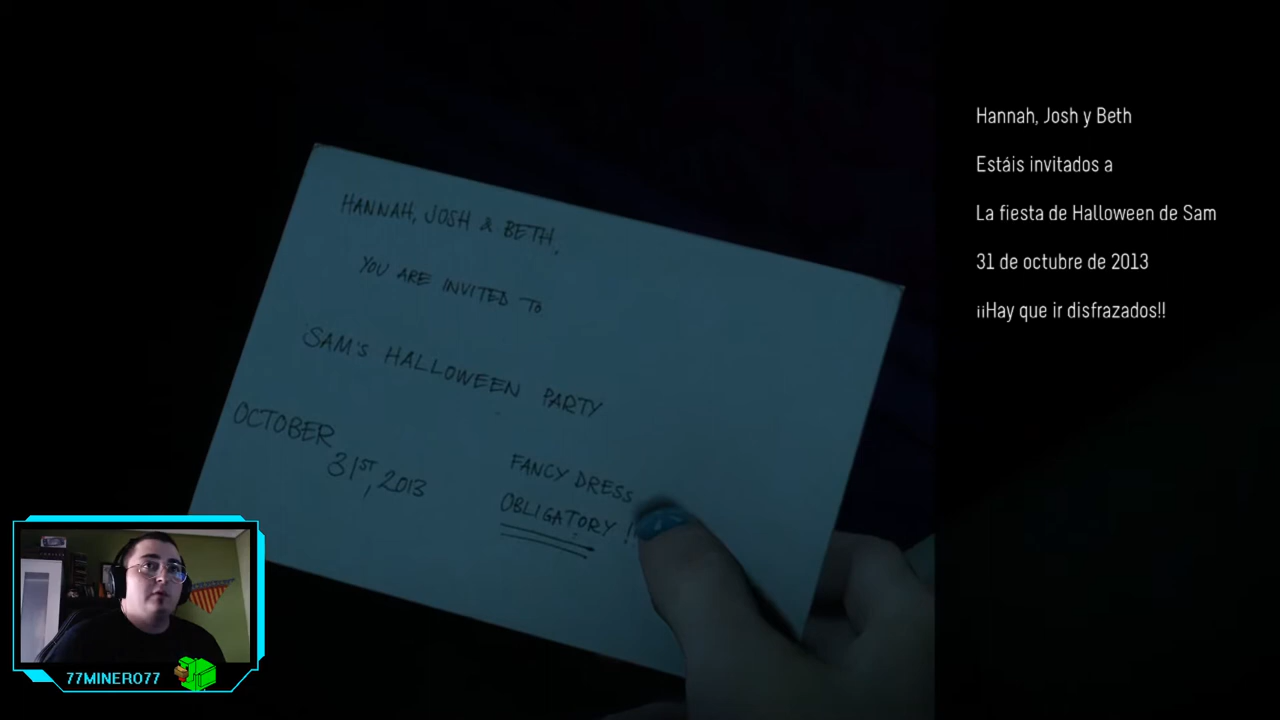 HANNAH, JOSH & BETH,
YOU ARE INVITED TO
SAM'S HALLOWEEN PARTY
OCTOBER
31ST, 2013
FANCY DRESS
OBLIGATORY !
Hannah, Josh y Beth
Estáis invitados a
La fiesta de Halloween de Sam
31 de octubre de 2013
¡¡Hay que ir disfrazados!!
77MINERO77